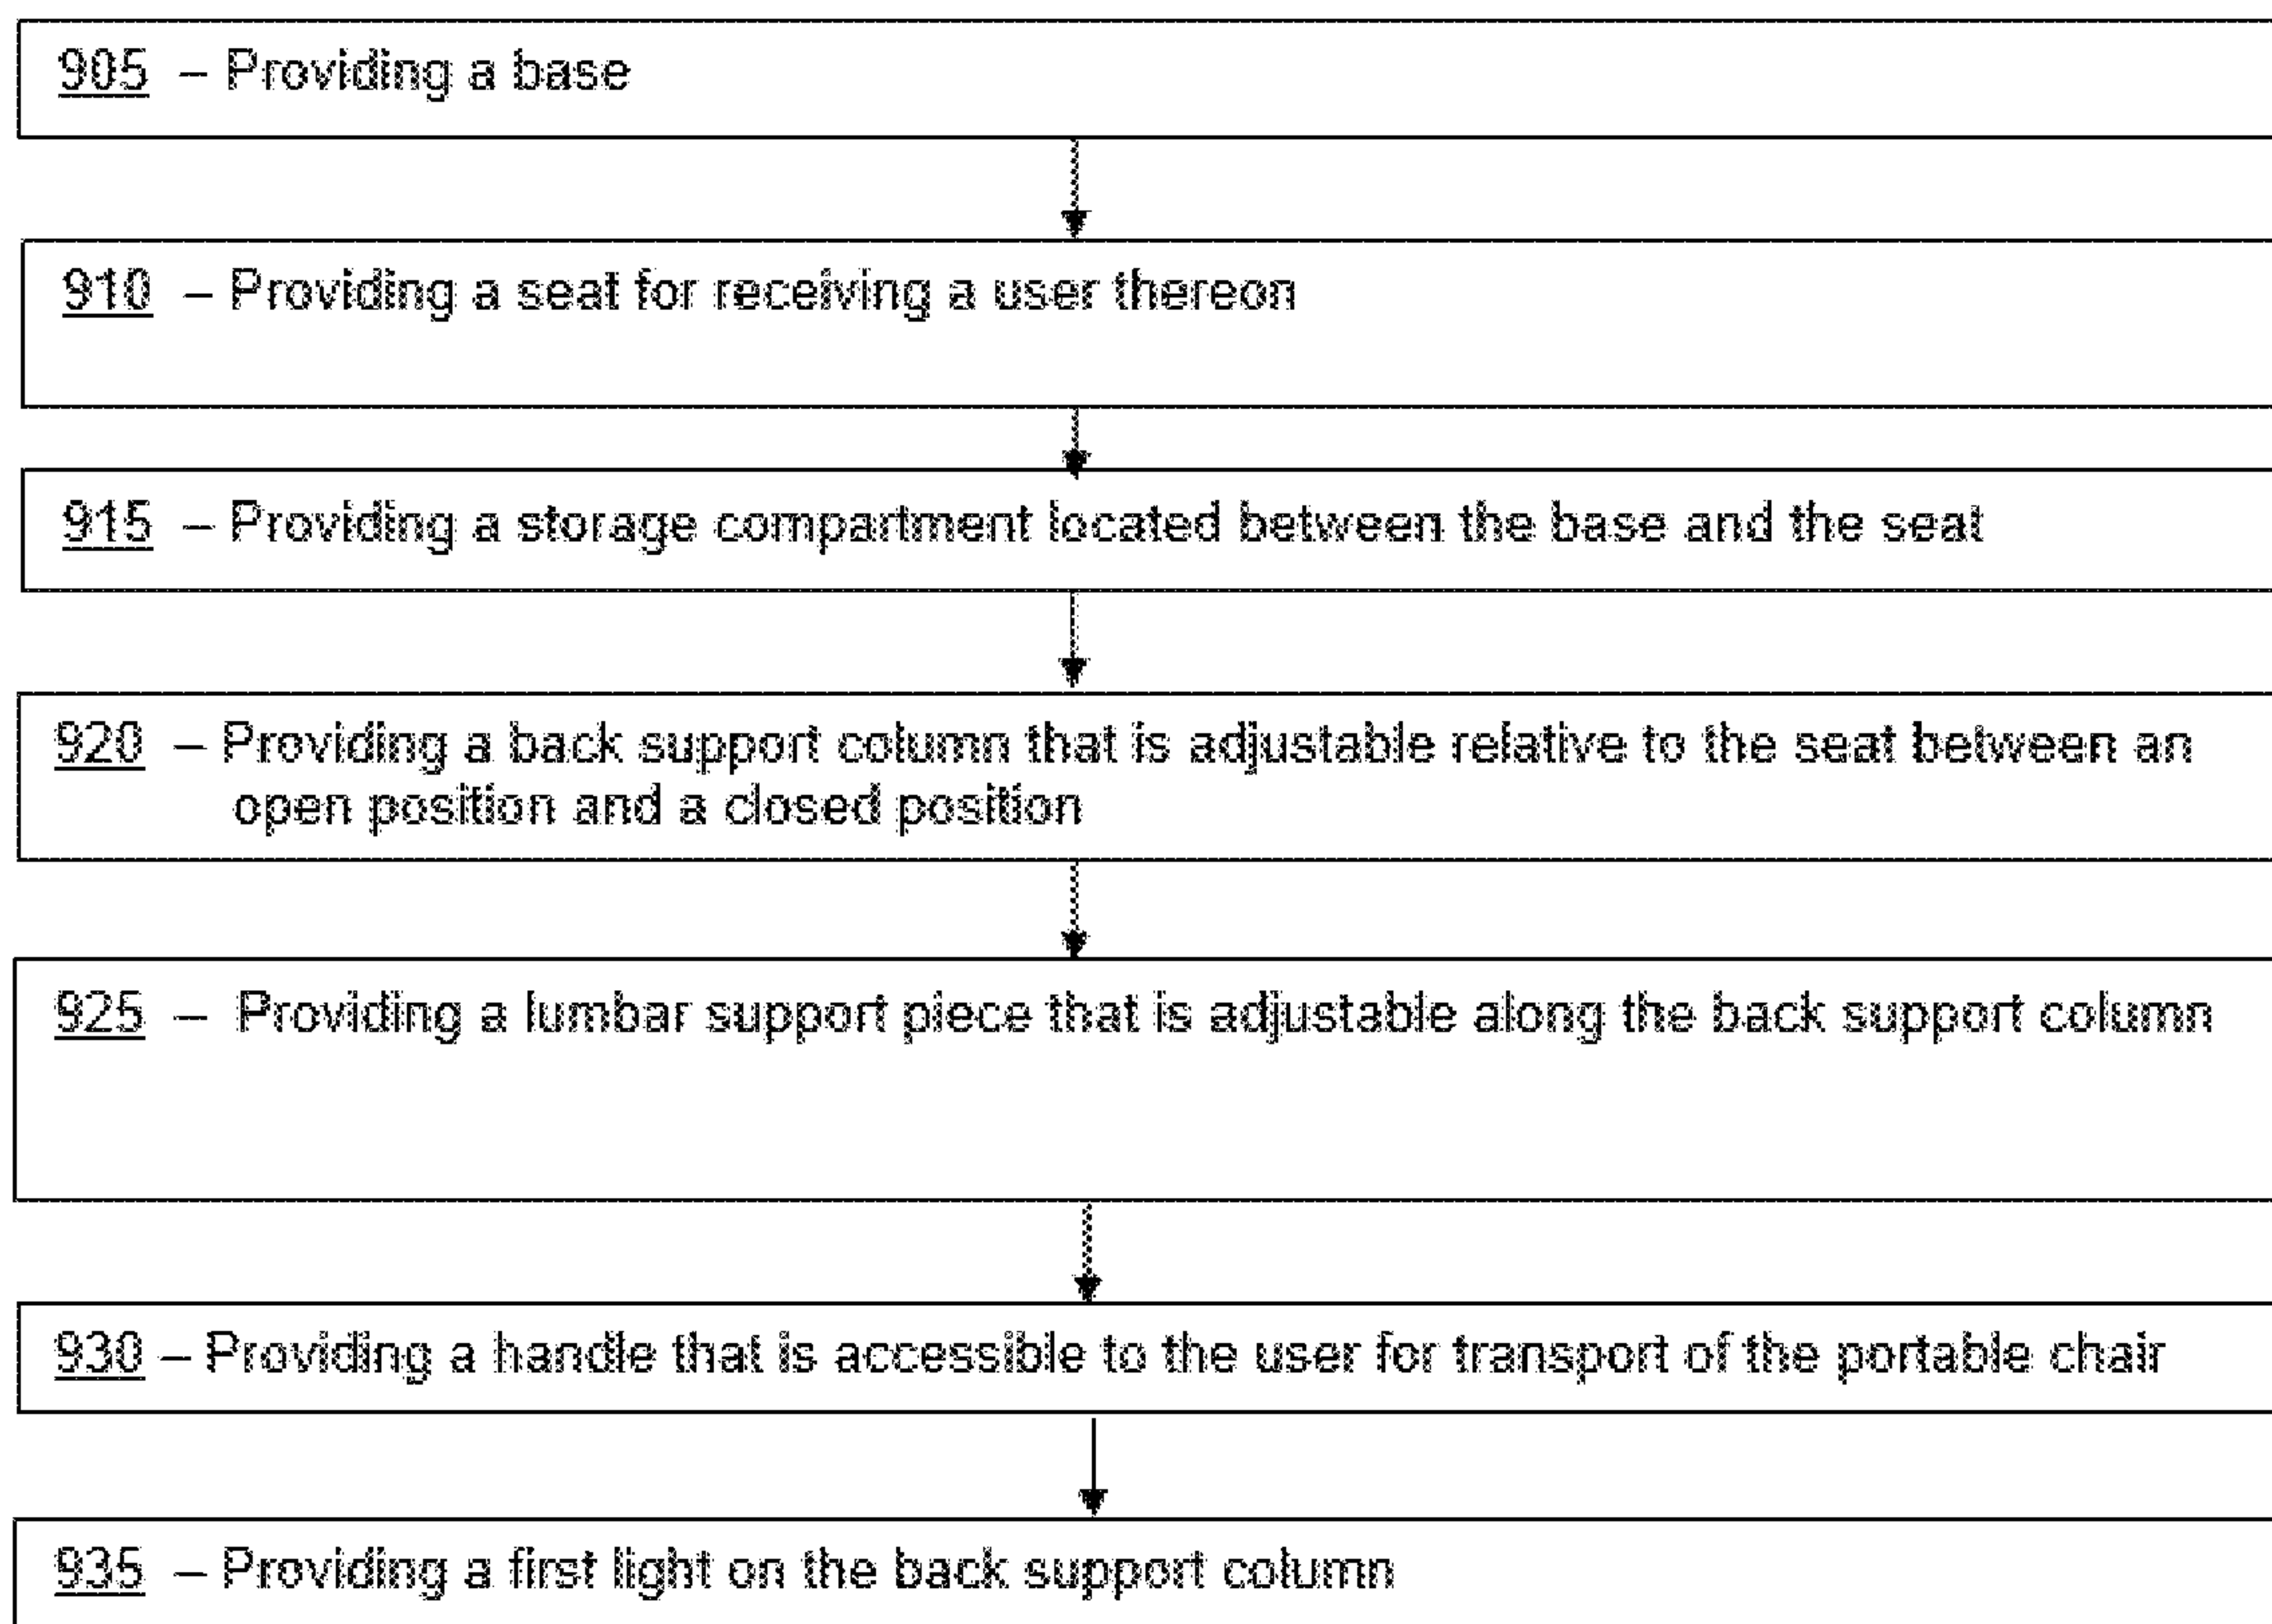 905 – Providing a base
910 – Providing a seat for receiving a user thereon
915 – Providing a storage compartment located between the base and the seat
920 – Providing a back support column that is adjustable relative to the seat between an
open position and a closed position
925 – Providing a lumbar support piece that is adjustable along the back support column
930 – Providing a handle that is accessible to the user for transport of the portable chair
935 – Providing a first light on the back support column